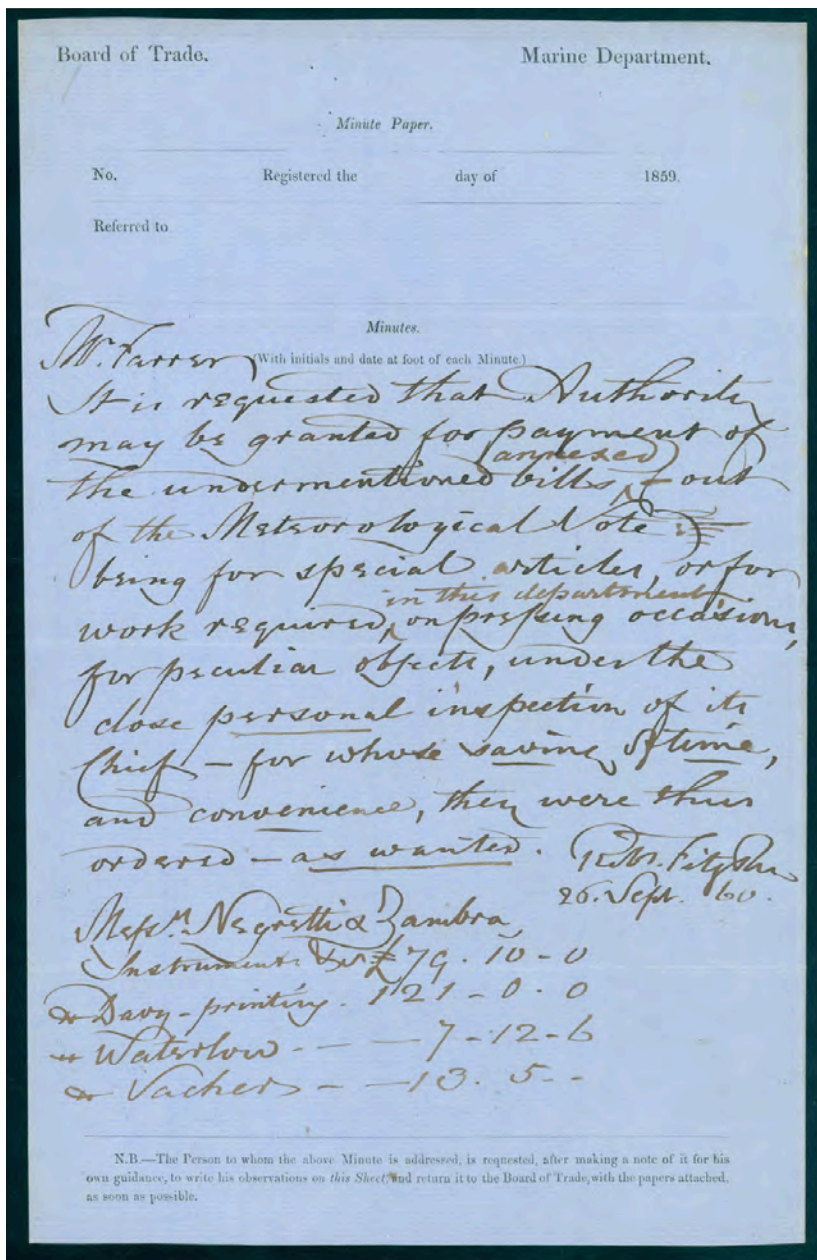 Board of Trade. Marine Department.
Minute Paper.
No. Registered the day of 1859.
Referred to
Minutes.
(With initials and date at foot of each Minute.)
Mr. Farrer
It is requested that Authority
may be granted for payment of
annexed
the undermentioned bills, out
of the Meteorological Vote
being for special articles, or for
in this department
work required, on pressing occasions,
for peculiar objects, under the
close personal inspection of its
Chief – for whose saving of time,
and convenience, they were thus
ordered – as wanted.
Robt. FitzRoy
26. Sept. 60.
Messrs. Negretti & Zambra,
Instruments &c £79. 10 - 0
Davy - printing. 121 - 0. 0
Waterlow - - - 7 - 12 - 6
Vacher - - 13. 5 - -
N.B.—The Person to whom the above Minute is addressed, is requested, after making a note of it for his
own guidance, to write his observations on this Sheet, and return it to the Board of Trade, with the papers attached,
as soon as possible.